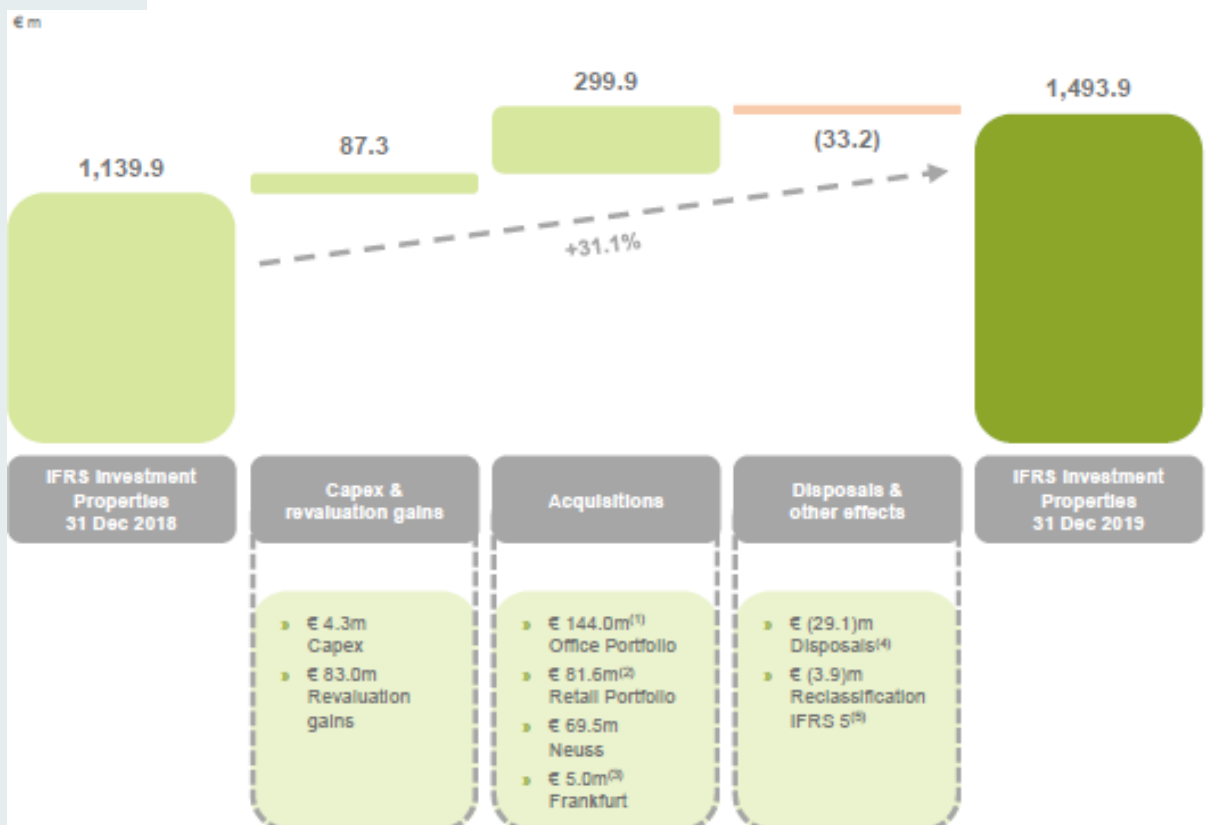 € m
299.9
1,493.9
87.3
(33.2)
1,139.9
+31.1%
IFRS Investment
Properties
31 Dec 2018
Capex &
revaluation gains
Acquisitions
Disposals &
other effects
IFRS Investment
Properties
31 Dec 2019
» € 4.3m
Capex
» € 83.0m
Revaluation
gains
» € 144.0m(1)
Office Portfolio
» € 81.6m(2)
Retail Portfolio
» € 69.5m
Neuss
» € 5.0m(3)
Frankfurt
» € (29.1)m
Disposals(4)
» € (3.9)m
Reclassification
IFRS 5(5)